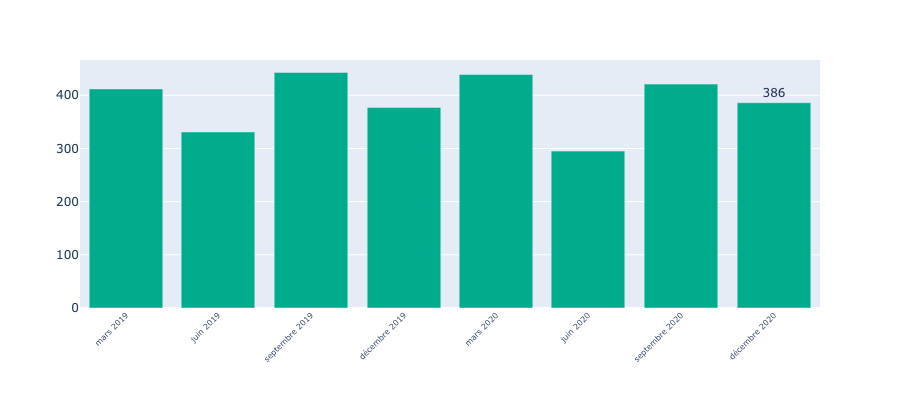 400
300
200
100
0
386
mars 2019
juin 2019
septembre 2019
décembre 2019
mars 2020
juin 2020
septembre 2020
décembre 2020